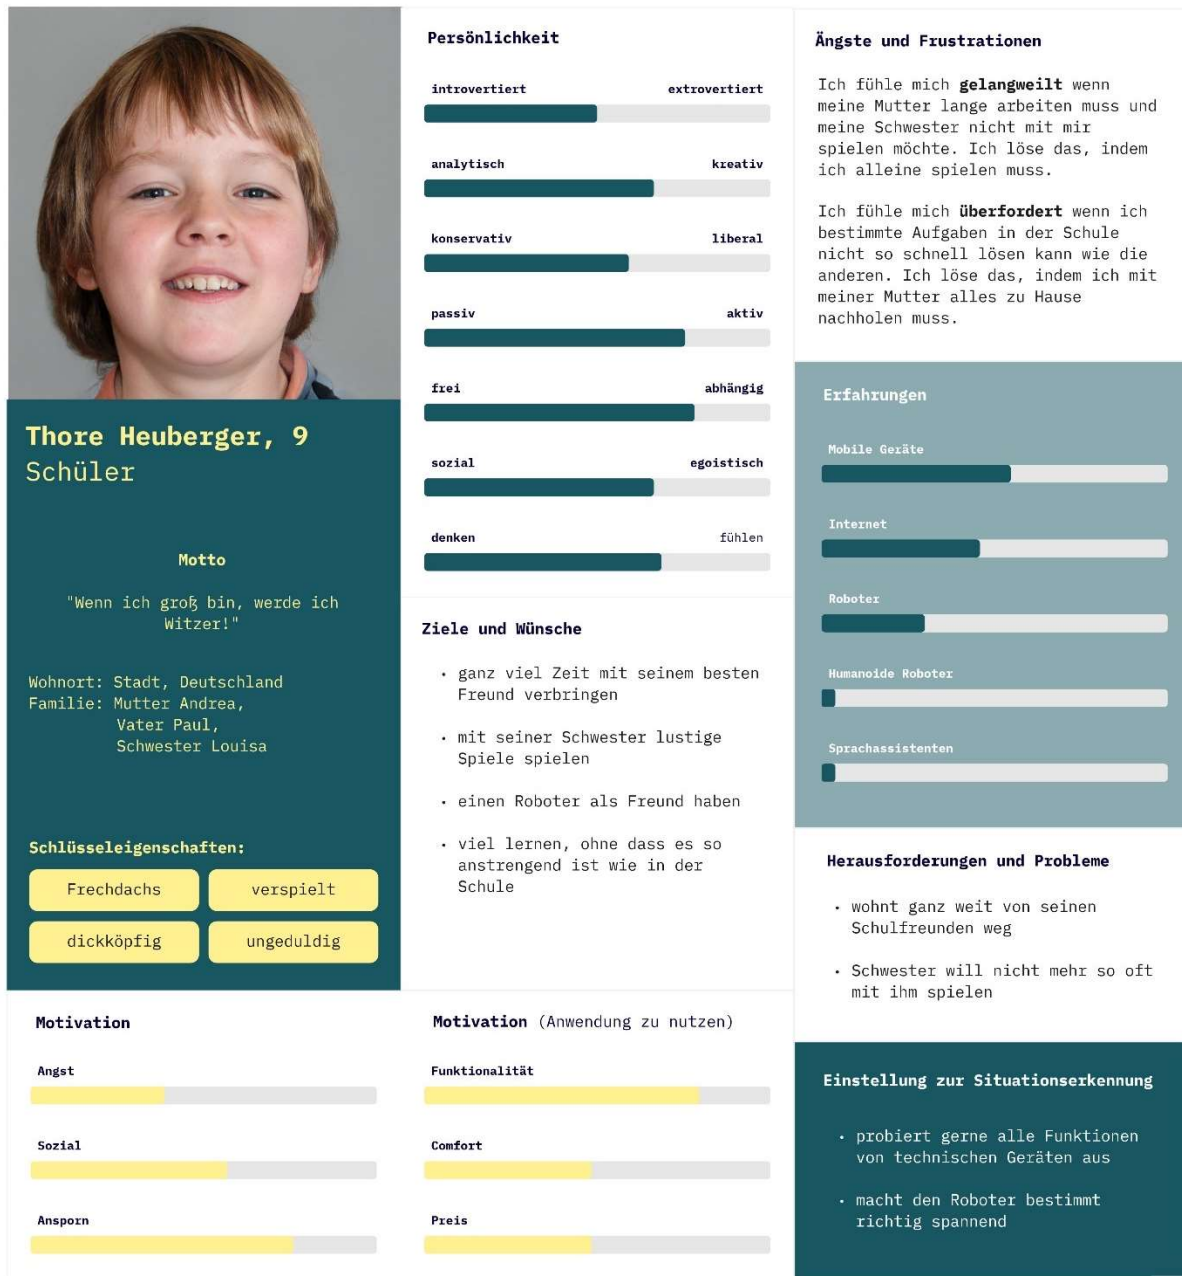 Thore Heuberger, 9
Schüler
Motto
"Wenn ich groß bin, werde ich
Witzer!"
Wohnort: Stadt, Deutschland
Familie: Mutter Andrea,
Vater Paul,
Schwester Louisa
Schlüsseleigenschaften:
Frechdachs
verspielt
dickköpfig
ungeduldig
Motivation
Angst
Sozial
Ansporn
Persönlichkeit
introvertiert extrovertiert
analytisch kreativ
konservativ liberal
passiv aktiv
frei abhängig
sozial egoistisch
denken fühlen
Ziele und Wünsche
• ganz viel Zeit mit seinem besten
Freund verbringen
• mit seiner Schwester lustige
Spiele spielen
• einen Roboter als Freund haben
• viel lernen, ohne dass es so
anstrengend ist wie in der
Schule
Motivation (Anwendung zu nutzen)
Funktionalität
Comfort
Preis
Ängste und Frustrationen
Ich fühle mich gelangweilt wenn
meine Mutter lange arbeiten muss und
meine Schwester nicht mit mir
spielen möchte. Ich löse das, indem
ich alleine spielen muss.
Ich fühle mich überfordert wenn ich
bestimmte Aufgaben in der Schule
nicht so schnell lösen kann wie die
anderen. Ich löse das, indem ich mit
meiner Mutter alles zu Hause
nachholen muss.
Erfahrungen
Mobile Geräte
Internet
Roboter
Humanoide Roboter
Sprachassistenten
Herausforderungen und Probleme
• wohnt ganz weit von seinen
Schulfreunden weg
• Schwester will nicht mehr so oft
mit ihm spielen
Einstellung zur Situationserkennung
• probiert gerne alle Funktionen
von technischen Geräten aus
• macht den Roboter bestimmt
richtig spannend